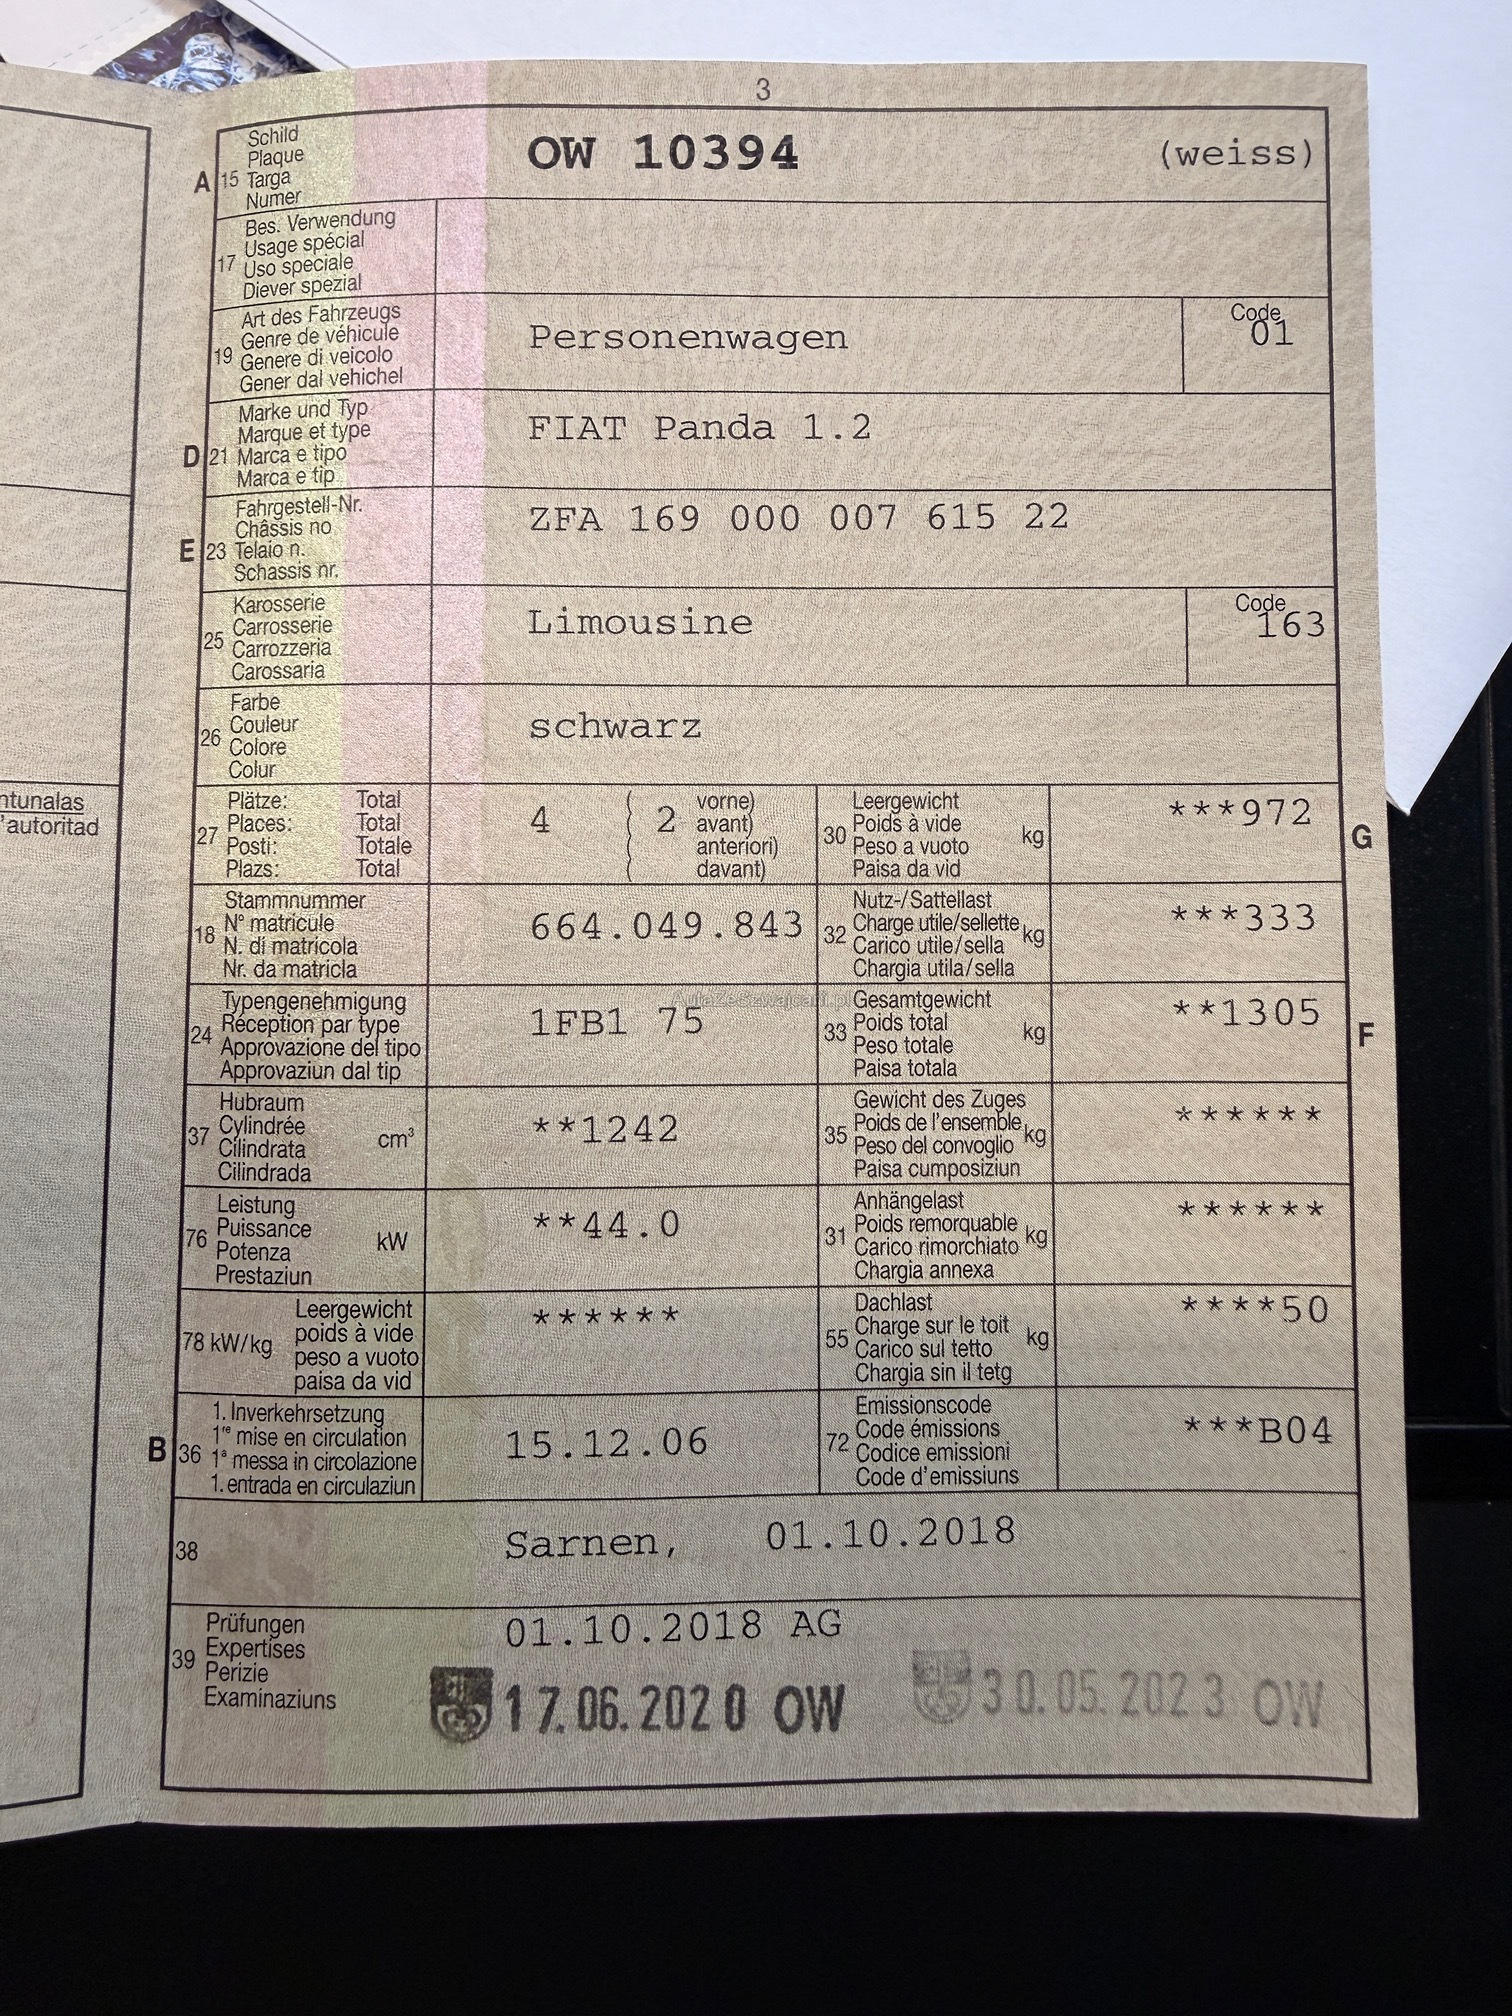 3
A 15 Schild
Plaque
Targa
Numer
OW 10394 (weiss)
17 Bes. Verwendung
Usage spécial
Uso speciale
Diever spezial
19 Art des Fahrzeugs
Genre de véhicule
Genere di veicolo
Gener dal vehichel
Personenwagen
Code
01
D 21 Marke und Typ
Marque et type
Marca e tipo
Marca e tip
FIAT Panda 1.2
E 23 Fahrgestell-Nr.
Châssis no
Telaio n.
Schassis nr.
ZFA 169 000 007 615 22
25 Karosserie
Carrosserie
Carrozzeria
Carossaria
Limousine
Code
163
26 Farbe
Couleur
Colore
Colur
schwarz
ntunalas
l'autoritad
27 Plätze: Total
Places: Total
Posti: Totale
Plazs: Total
4 ( 2 vorne)
( avant)
( anteriori)
( davant)
30 Leergewicht
Poids à vide
Peso a vuoto
Paisa da vid
kg
***972
G
18 Stammnummer
N° matricule
N. di matricola
Nr. da matricla
664.049.843
32 Nutz-/Sattellast
Charge utile/sellette
Carico utile/sella
Chargia utila/sella
kg
***333
24 Typengenehmigung
Réception par type
Approvazione del tipo
Approvaziun dal tip
1FB1 75
AutaZeSzwajcarii.pl
33 Gesamtgewicht
Poids total
Peso totale
Paisa totala
kg
**1305
F
37 Hubraum
Cylindrée
Cilindrata
Cilindrada
cm³
**1242
35 Gewicht des Zuges
Poids de l'ensemble
Peso del convoglio
Paisa cumposiziun
kg
******
76 Leistung
Puissance
Potenza
Prestaziun
kW
**44.0
31 Anhängelast
Poids remorquable
Carico rimorchiato
Chargia annexa
kg
******
78 kW/kg Leergewicht
poids à vide
peso a vuoto
paisa da vid
******
55 Dachlast
Charge sur le toit
Carico sul tetto
Chargia sin il tetg
kg
****50
B 36 1. Inverkehrsetzung
1re mise en circulation
1a messa in circolazione
1. entrada en circulaziun
15.12.06
72 Emissionscode
Code émissions
Codice emissioni
Code d'emissiuns
***B04
38 Sarnen, 01.10.2018
39 Prüfungen
Expertises
Perizie
Examinaziuns
01.10.2018 AG
17.06.2020 OW 30.05.2023 OW